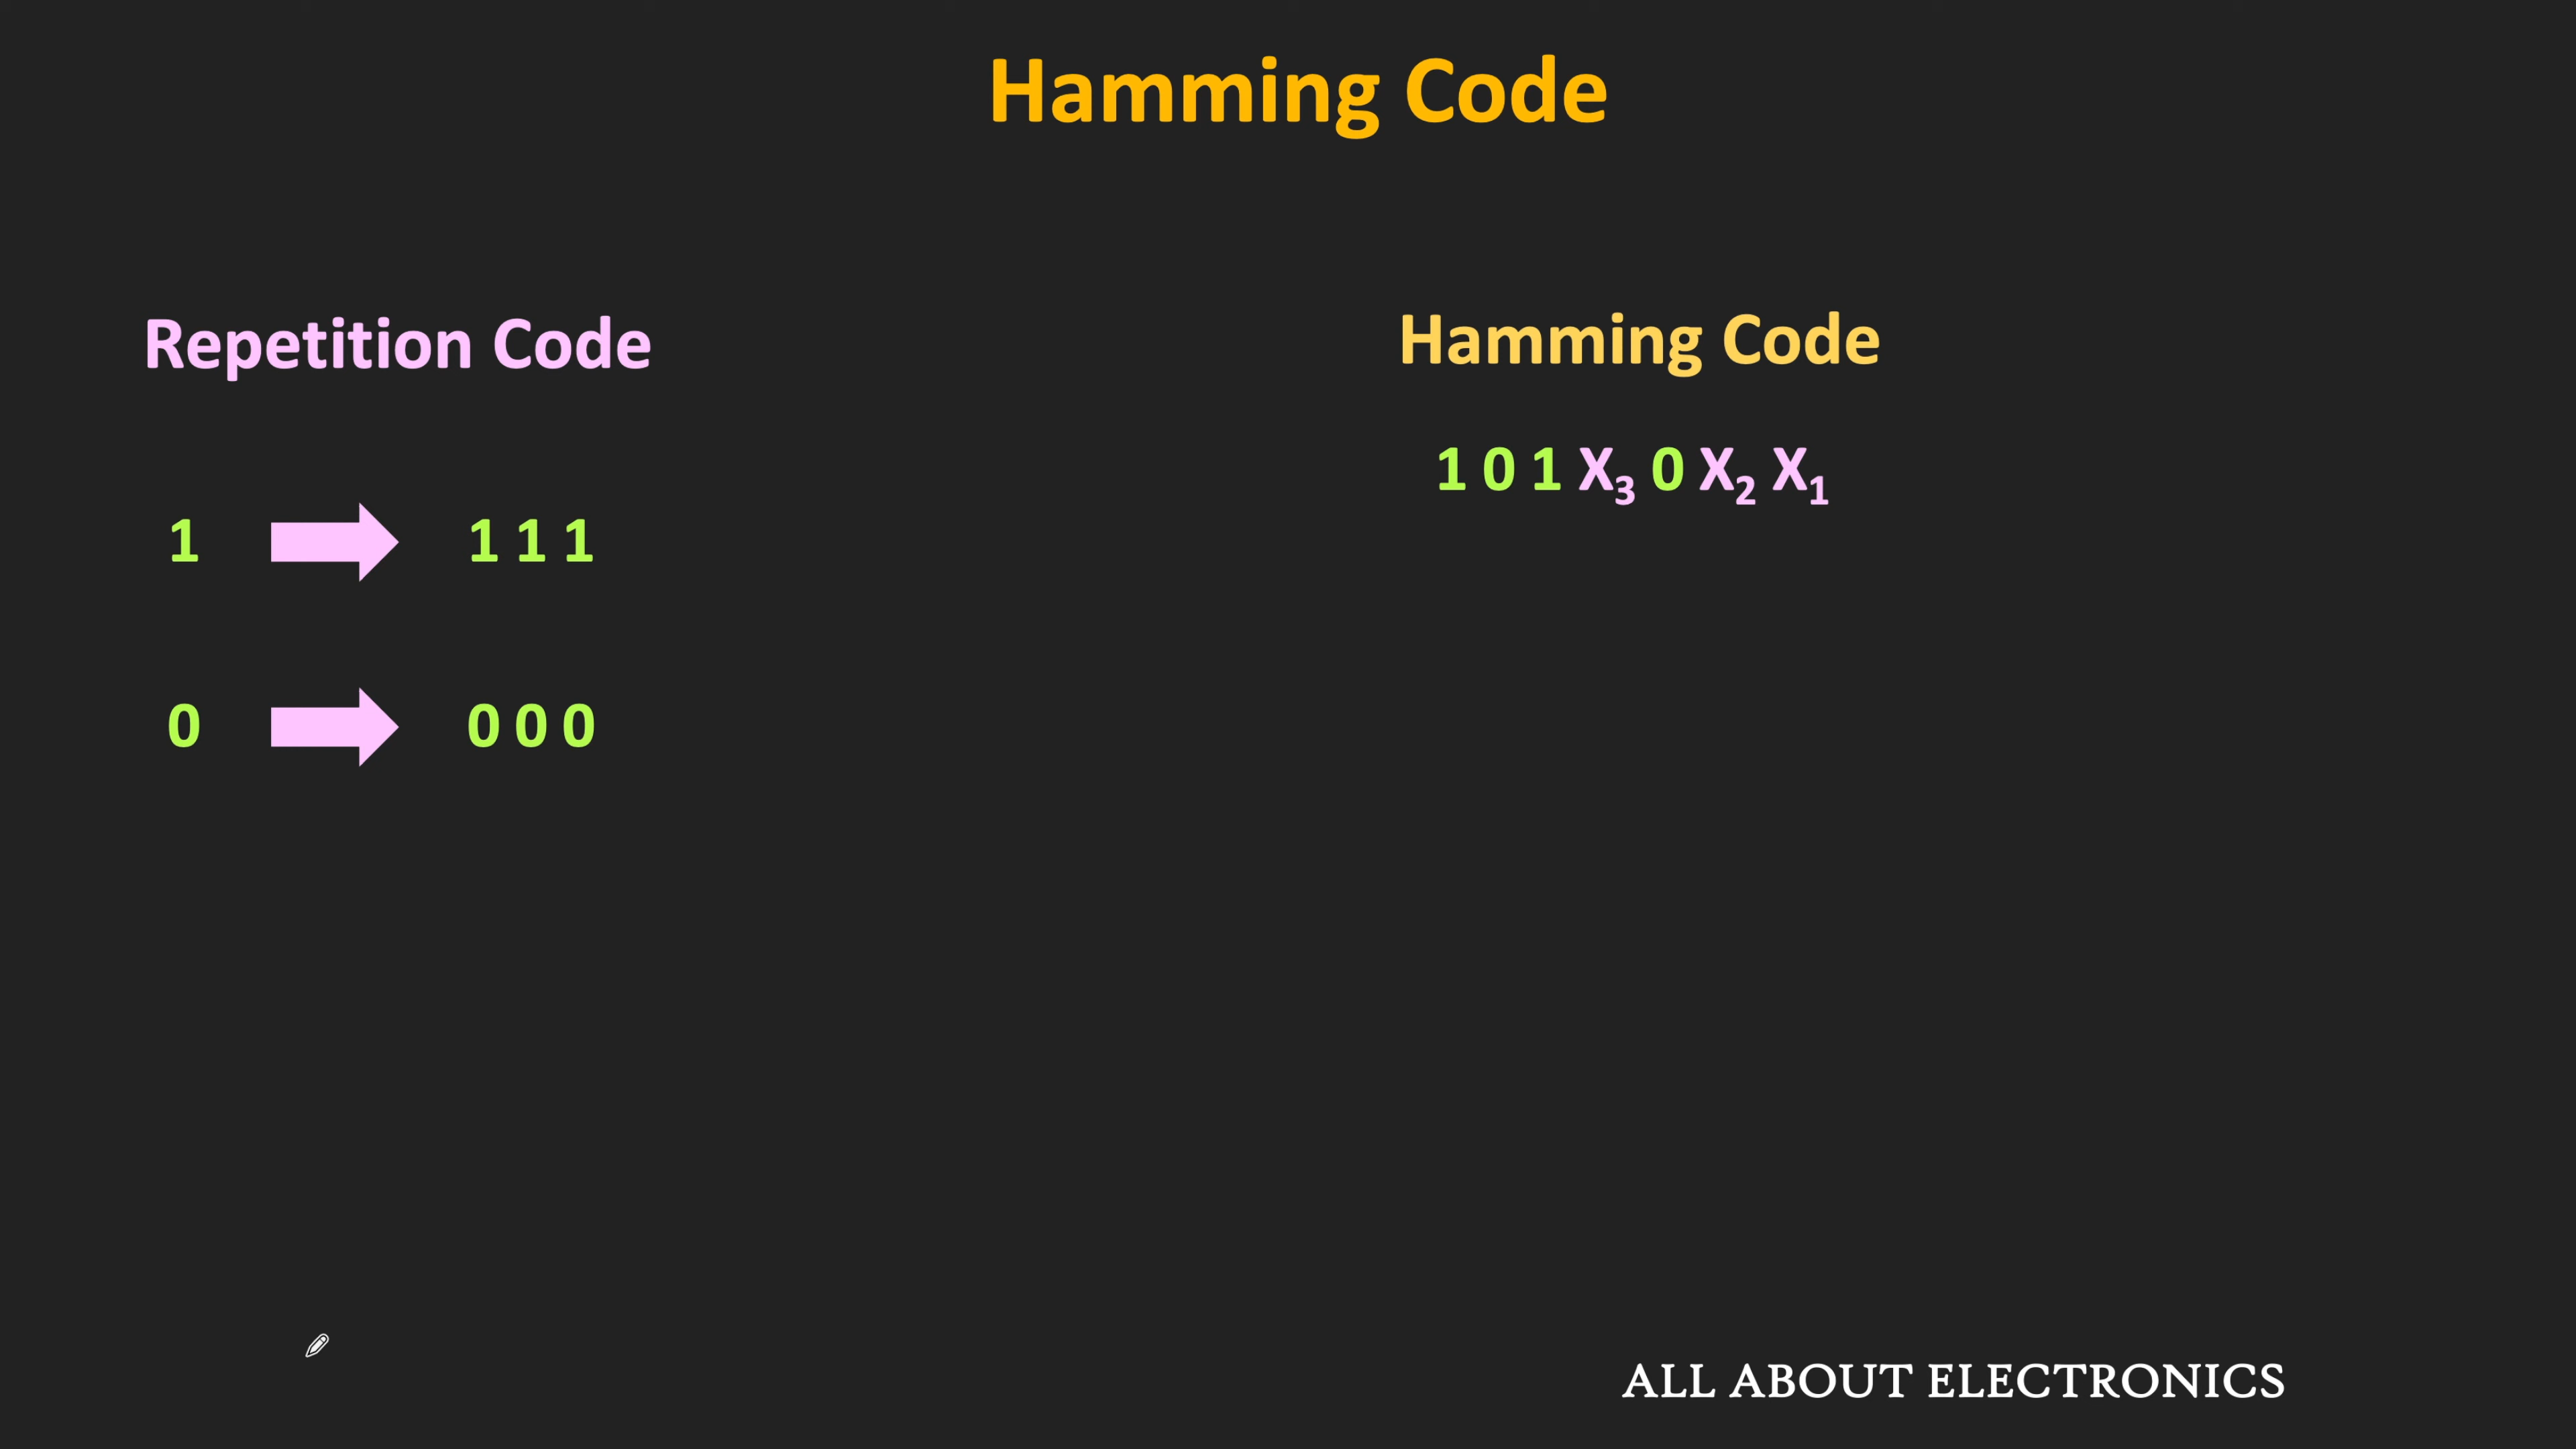 Hamming Code
Repetition Code
1 1 1 1
0 0 0 0
Hamming Code
1 0 1 X₃ 0 X₂ X₁
ALL ABOUT ELECTRONICS